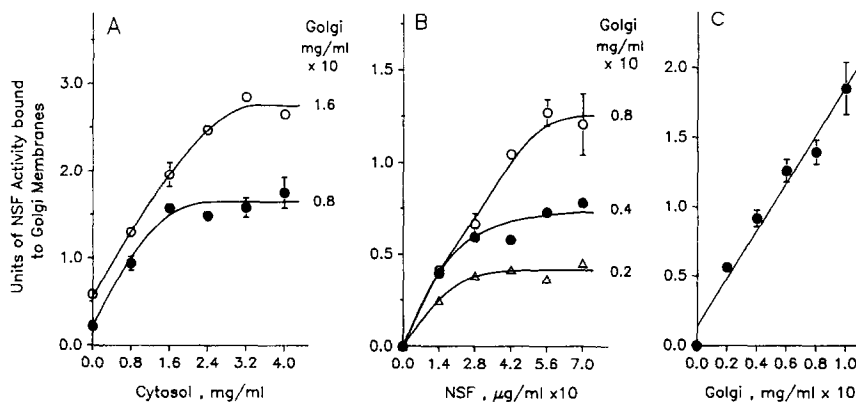 A
Golgi
mg/ml
x 10
1.6
0.8
3.0
2.0
1.0
0.0
0.0 0.8 1.6 2.4 3.2 4.0
Cytosol , mg/ml
Units of NSF Activity bound
to Golgi Membranes
B
Golgi
mg/ml
x 10
0.8
0.4
0.2
1.5
1.0
0.5
0.0
0.0 1.4 2.8 4.2 5.6 7.0
NSF , μg/ml x10
C
2.0
1.5
1.0
0.5
0.0
0.0 0.2 0.4 0.6 0.8 1.0
Golgi , mg/ml x 10